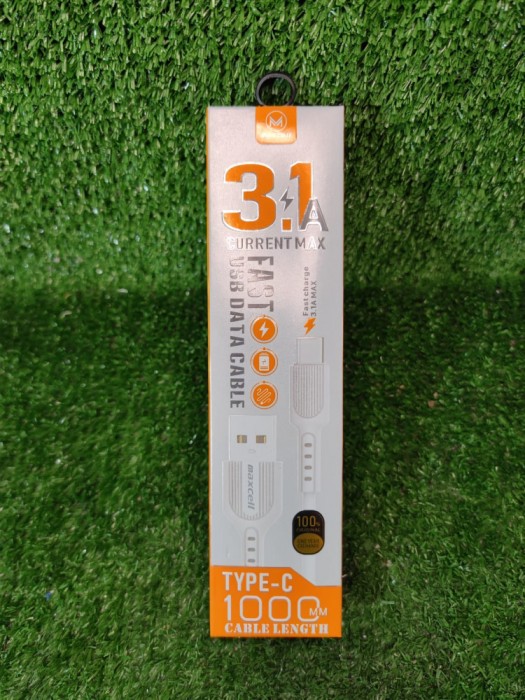 3.1A
CURRENT MAX
FAST
USB DATA CABLE
Fast charge
3.1A MAX
maxcell
100%
ORIGINAL
TYPE-C
1000MM
CABLE LENGTH